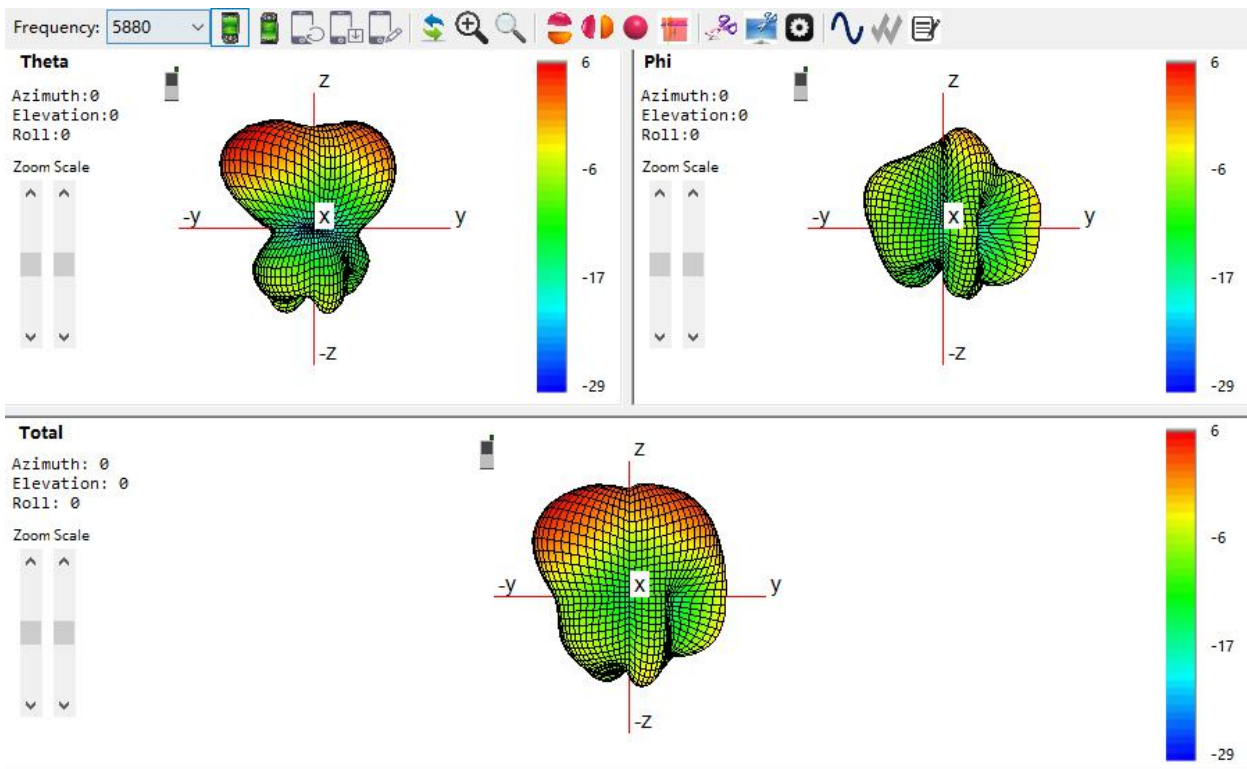 Frequency: 5880
Theta
Azimuth:0
Elevation:0
Roll:0
Zoom Scale
z
-y
x
y
-z
6
-6
-17
-29
Phi
Azimuth:0
Elevation:0
Roll:0
Zoom Scale
z
-y
x
y
-z
6
-6
-17
-29
Total
Azimuth: 0
Elevation: 0
Roll: 0
Zoom Scale
z
-y
x
y
-z
6
-6
-17
-29